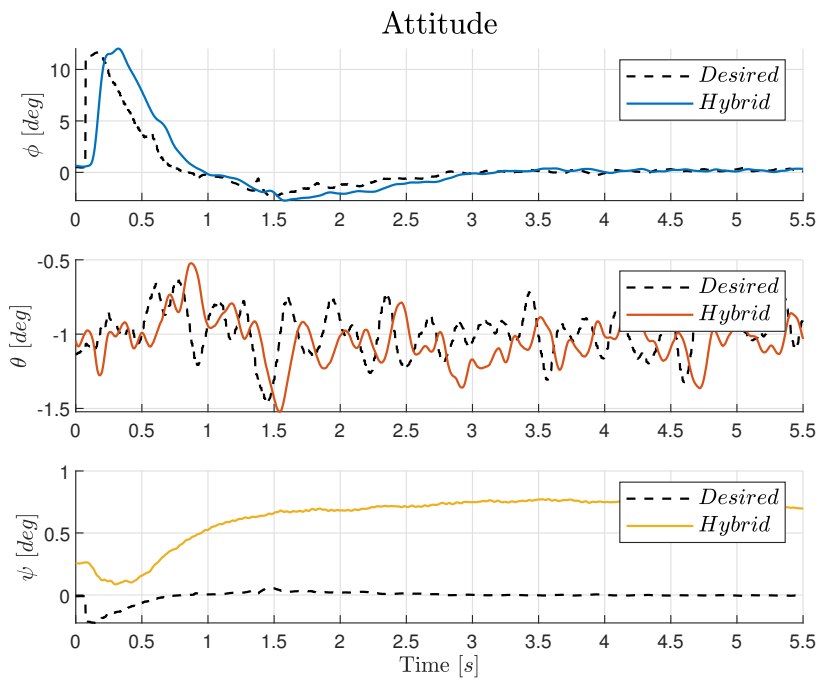 Attitude
ϕ [deg]
10
5
0
Desired
Hybrid
0 0.5 1 1.5 2 2.5 3 3.5 4 4.5 5 5.5
θ [deg]
-0.5
-1
-1.5
Desired
Hybrid
0 0.5 1 1.5 2 2.5 3 3.5 4 4.5 5 5.5
ψ [deg]
1
0.5
0
Desired
Hybrid
0 0.5 1 1.5 2 2.5 3 3.5 4 4.5 5 5.5
Time [s]